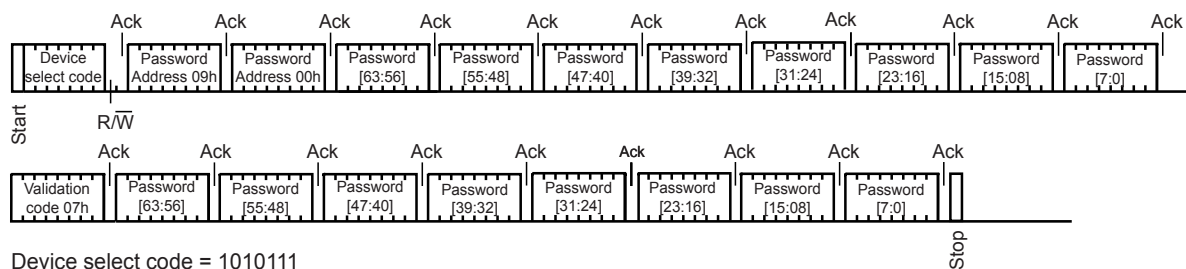 Ack Ack Ack Ack Ack Ack Ack Ack Ack Ack Ack
Device select code
Password Address 09h
Password Address 00h
Password [63:56]
Password [55:48]
Password [47:40]
Password [39:32]
Password [31:24]
Password [23:16]
Password [15:08]
Password [7:0]
Start
R/W̅
Ack Ack Ack Ack Ack Ack Ack Ack Ack
Validation code 07h
Password [63:56]
Password [55:48]
Password [47:40]
Password [39:32]
Password [31:24]
Password [23:16]
Password [15:08]
Password [7:0]
Stop
Device select code = 1010111